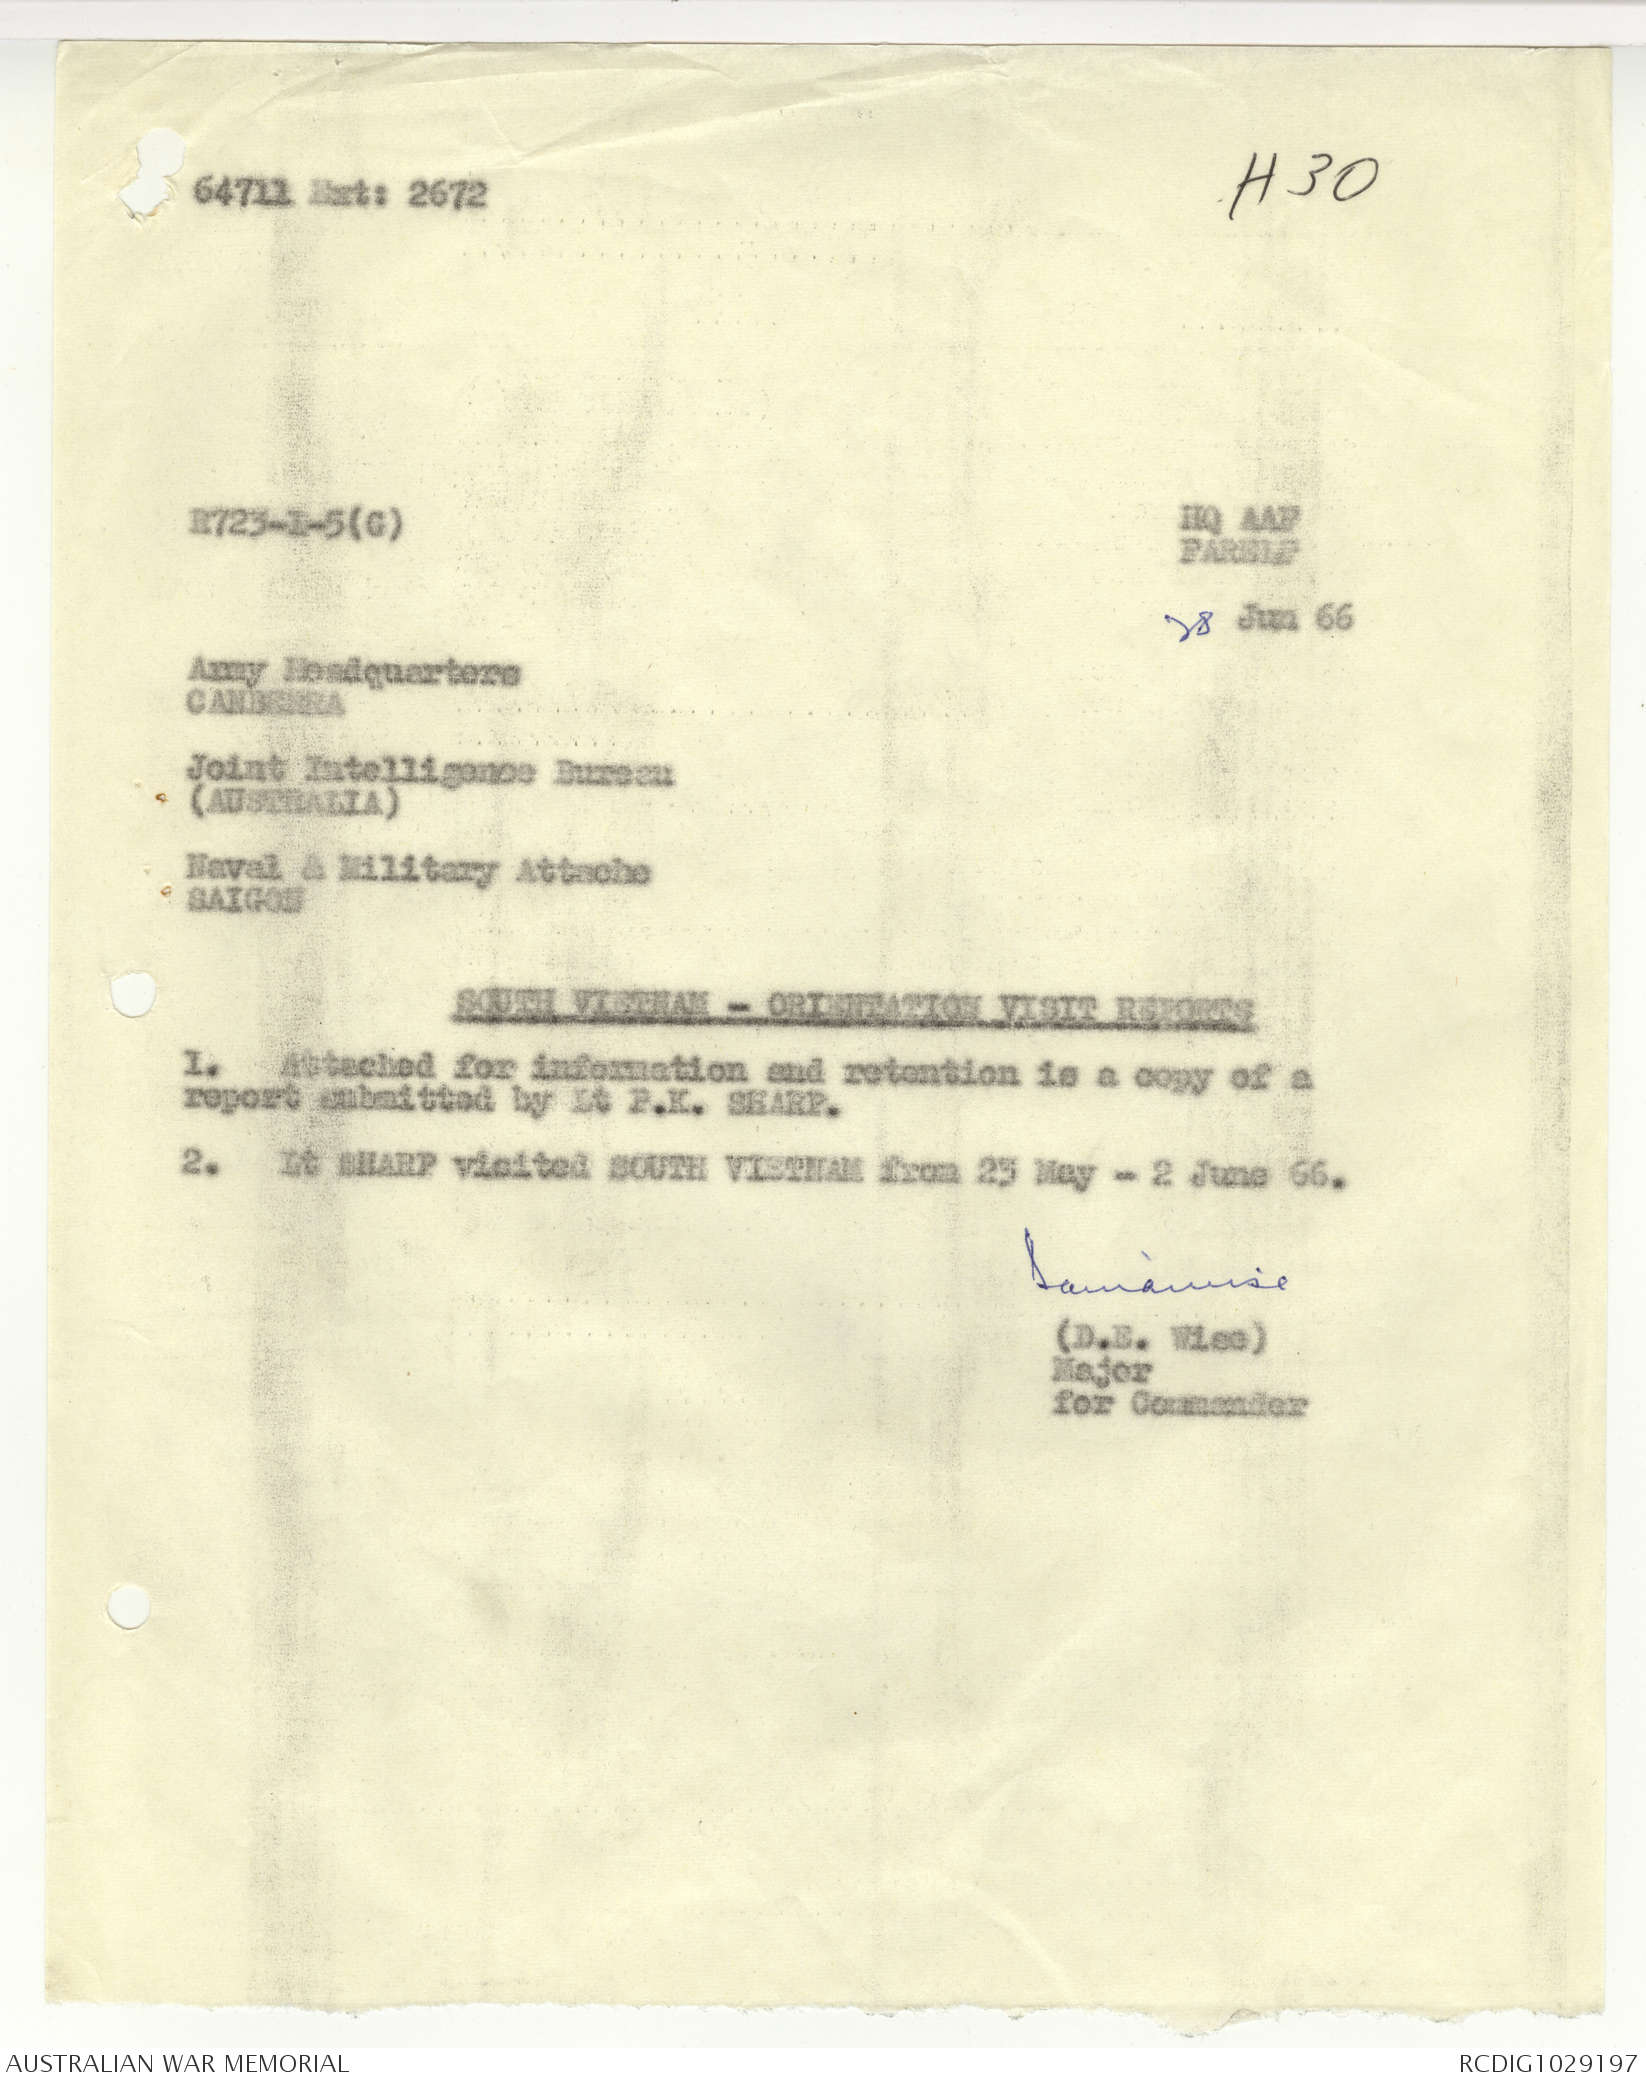 64711 Ext: 2672
H30
R723-1-5(G)
HQ AAF
FARELF
28 Jun 66
Army Headquarters
CANBERRA
Joint Intelligence Bureau
(AUSTRALIA)
Naval & Military Attache
SAIGON
SOUTH VIETNAM - ORIENTATION VISIT REPORTS
1. Attached for information and retention is a copy of a
report submitted by Lt P.K. SHARP.
2. Lt SHARP visited SOUTH VIETNAM from 23 May - 2 June 66.
(D.E. Wise)
Major
for Commander
AUSTRALIAN WAR MEMORIAL
RCDIG1029197